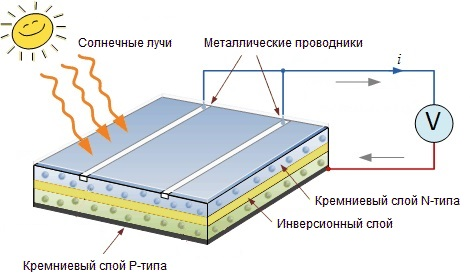 Солнечные лучи
Металлические проводники
i
V
Кремниевый слой N-типа
Инверсионный слой
Кремниевый слой P-типа